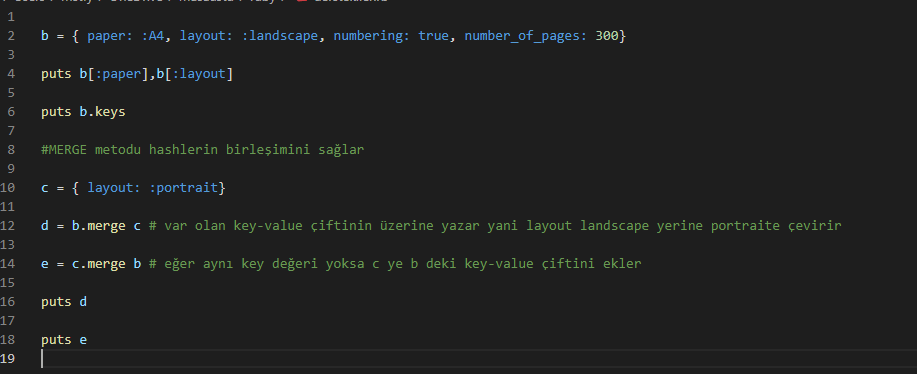 1
2 b = { paper: :A4, layout: :landscape, numbering: true, number_of_pages: 300}
3
4 puts b[:paper],b[:layout]
5
6 puts b.keys
7
8 #MERGE metodu hashlerin birleşimini sağlar
9
10 c = { layout: :portrait}
11
12 d = b.merge c # var olan key-value çiftinin üzerine yazar yani layout landscape yerine portraite çevirir
13
14 e = c.merge b # eğer aynı key değeri yoksa c ye b deki key-value çiftini ekler
15
16 puts d
17
18 puts e
19